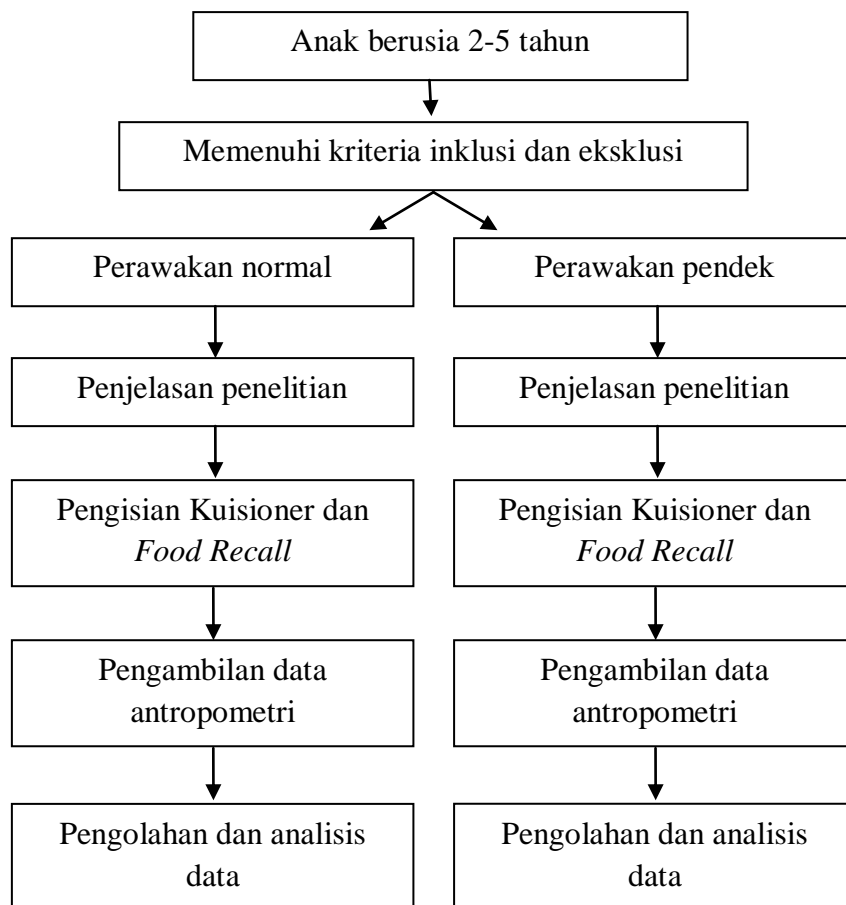 Anak berusia 2-5 tahun
Memenuhi kriteria inklusi dan eksklusi
Perawakan normal
Perawakan pendek
Penjelasan penelitian
Penjelasan penelitian
Pengisian Kuisioner dan
Food Recall
Pengisian Kuisioner dan
Food Recall
Pengambilan data
antropometri
Pengambilan data
antropometri
Pengolahan dan analisis
data
Pengolahan dan analisis
data